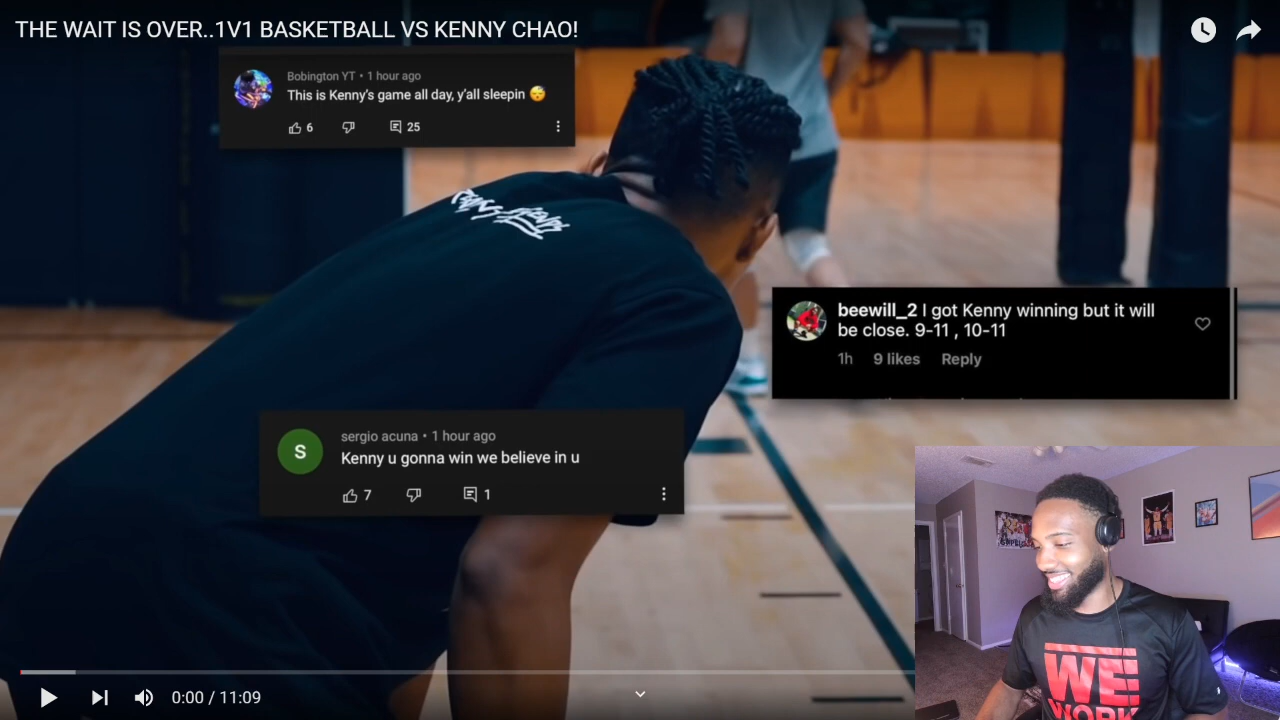 THE WAIT IS OVER..1V1 BASKETBALL VS KENNY CHAO!
Bobington YT • 1 hour ago
This is Kenny's game all day, y'all sleepin 😴
6 25
beewill_2 I got Kenny winning but it will
be close. 9-11 , 10-11
1h 9 likes Reply
S
sergio acuna • 1 hour ago
Kenny u gonna win we believe in u
7 1
WE
WORK
0:00 / 11:09